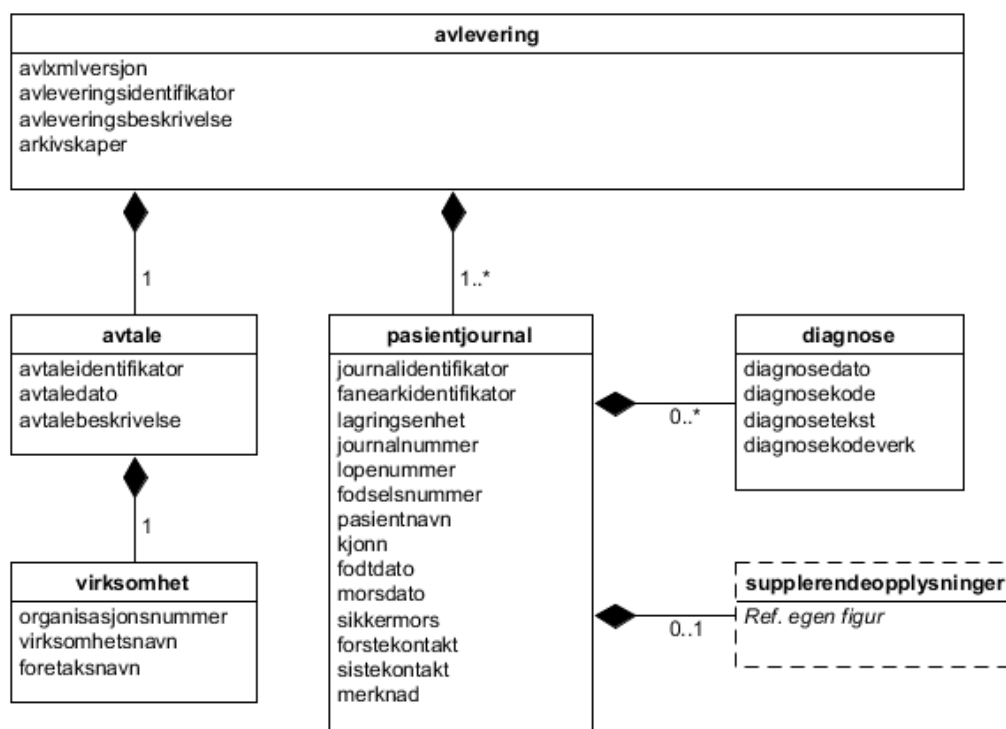 avlevering
avlxmlversjon
avleveringsidentifikator
avleveringsbeskrivelse
arkivskaper
1
1..*
avtale
avtaleidentifikator
avtaledato
avtalebeskrivelse
1
virksomhet
organisasjonsnummer
virksomhetsnavn
foretaksnavn
pasientjournal
journalidentifikator
fanearkidentifikator
lagringsenhet
journalnummer
lopenummer
fodselsnummer
pasientnavn
kjonn
fodtdato
morsdato
sikkermors
forstekontakt
sistekontakt
merknad
0..*
diagnose
diagnosedato
diagnosekode
diagnosetekst
diagnosekodeverk
0..1
supplerendeopplysninger
Ref. egen figur